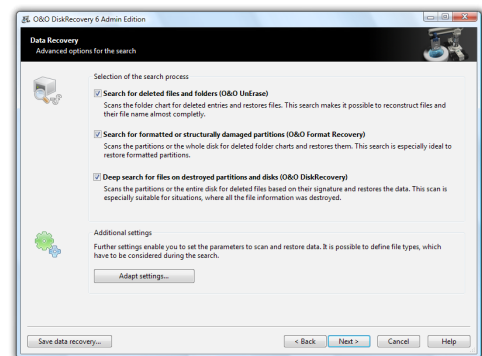 O&O DiskRecovery 6 Admin Edition
Data Recovery
Advanced options for the search
Selection of the search process
Search for deleted files and folders (O&O UnErase)
Scans the folder chart for deleted entries and restores files. This search makes it possible to reconstruct files and
their file name almost completly.
Search for formatted or structurally damaged partitions (O&O Format Recovery)
Scans the partitions or the whole disk for deleted folder charts and restores them. This search is especially ideal to
restore formatted partitions.
Deep search for files on destroyed partitions and disks (O&O DiskRecovery)
Scans the partitions or the entire disk for deleted files based on their signature and restores the data. This scan is
especially suitable for situations, where all the file information was destroyed.
Additional settings
Further settings enable you to set the parameters to scan and restore data. It is possible to define file types, which
have to be considered during the search.
Adapt settings...
Save data recovery...
< Back
Next >
Cancel
Help